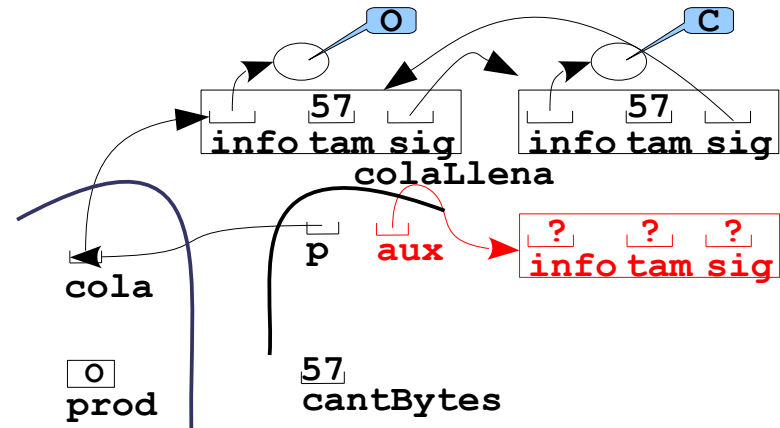 O C
57 57
info tam sig info tam sig
colaLlena
? ? ?
p aux info tam sig
cola
O 57
prod cantBytes